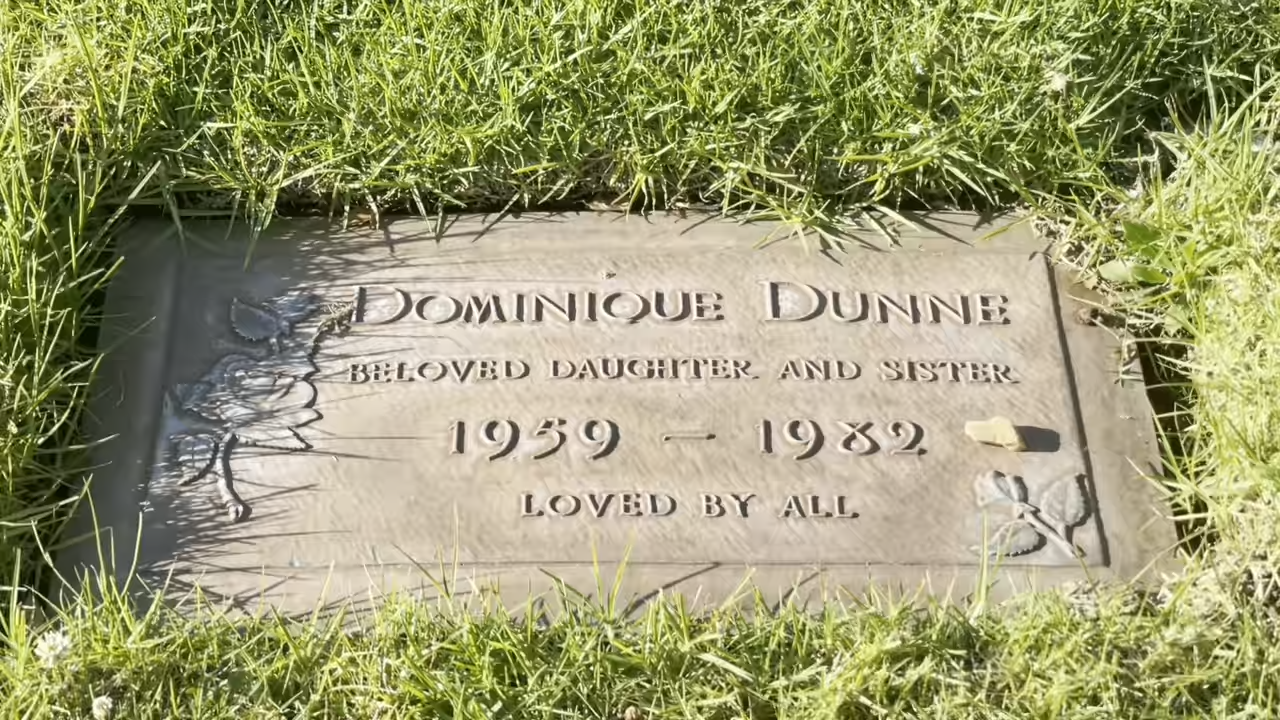 DOMINIQUE DUNNE
BELOVED DAUGHTER AND SISTER
1959 – 1982
LOVED BY ALL